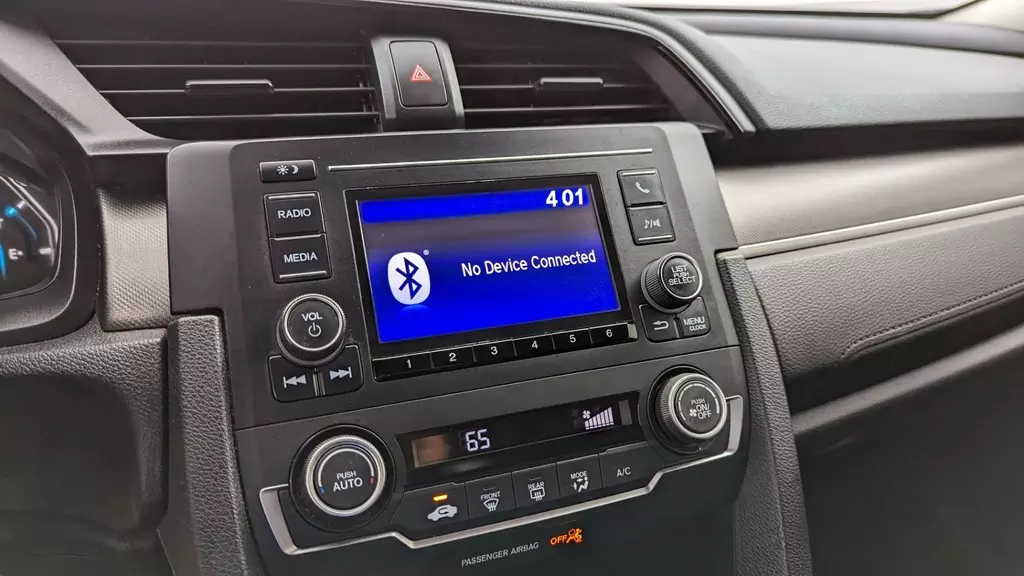 4 01
RADIO
MEDIA
No Device Connected
LIST
PUSH
SELECT
VOL
MENU
CLOCK
1 2 3 4 5 6
PUSH
AUTO
65
PUSH
ON/
OFF
FRONT
REAR
MODE
A/C
PASSENGER AIRBAG OFF